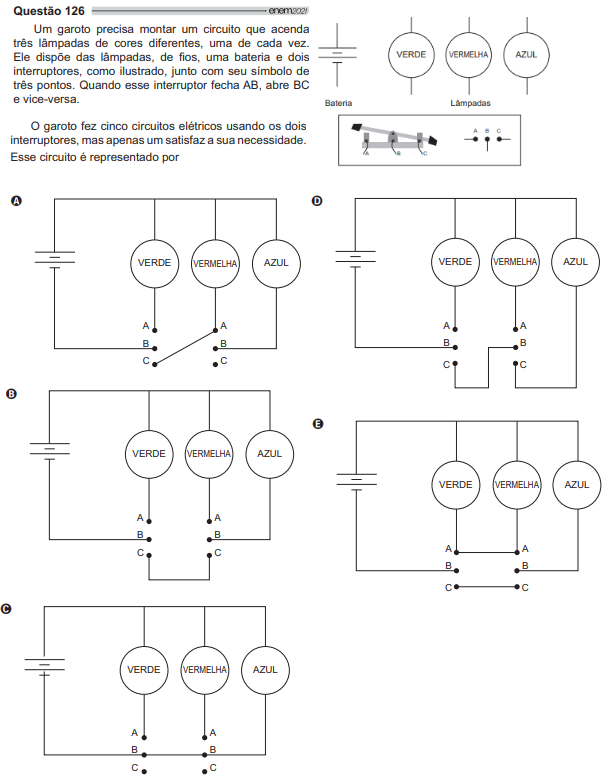 Questão 126
enem2021
Um garoto precisa montar um circuito que acenda
três lâmpadas de cores diferentes, uma de cada vez.
Ele dispõe das lâmpadas, de fios, uma bateria e dois
interruptores, como ilustrado, junto com seu símbolo de
três pontos. Quando esse interruptor fecha AB, abre BC
e vice-versa.
O garoto fez cinco circuitos elétricos usando os dois
interruptores, mas apenas um satisfaz a sua necessidade.
Esse circuito é representado por
VERDE
VERMELHA
AZUL
Bateria
Lâmpadas
A B C
A B C
A
VERDE
VERMELHA
AZUL
A A
B B
C C
B
VERDE
VERMELHA
AZUL
A A
B B
C C
C
VERDE
VERMELHA
AZUL
A A
B B
C C
D
VERDE
VERMELHA
AZUL
A A
B B
C C
E
VERDE
VERMELHA
AZUL
A A
B B
C C